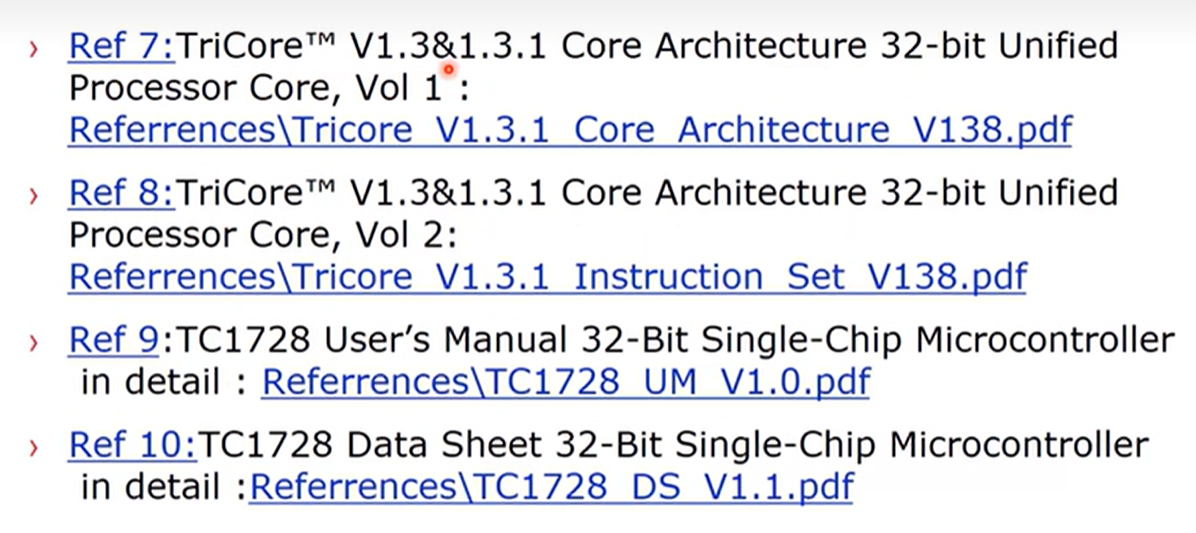 › Ref 7:TriCore™ V1.3&1.3.1 Core Architecture 32-bit Unified
Processor Core, Vol 1 :
Referrences\Tricore_V1.3.1_Core_Architecture_V138.pdf
› Ref 8:TriCore™ V1.3&1.3.1 Core Architecture 32-bit Unified
Processor Core, Vol 2:
Referrences\Tricore_V1.3.1_Instruction_Set_V138.pdf
› Ref 9:TC1728 User’s Manual 32-Bit Single-Chip Microcontroller
in detail : Referrences\TC1728_UM_V1.0.pdf
› Ref 10:TC1728 Data Sheet 32-Bit Single-Chip Microcontroller
in detail :Referrences\TC1728_DS_V1.1.pdf